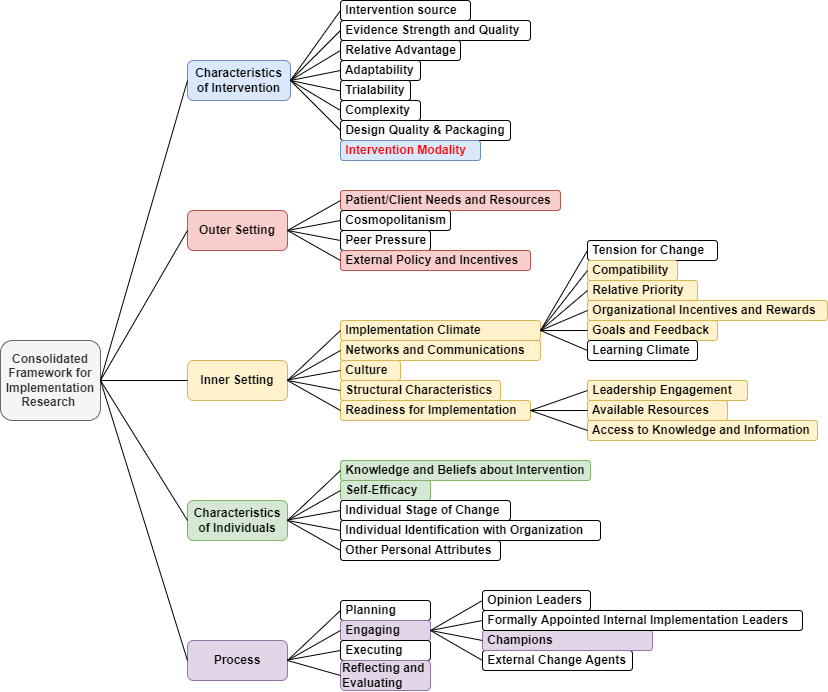 Intervention source
Evidence Strength and Quality
Relative Advantage
Characteristics
of Intervention
Adaptability
Trialability
Complexity
Design Quality & Packaging
Intervention Modality
Patient/Client Needs and Resources
Outer Setting
Cosmopolitanism
Peer Pressure
External Policy and Incentives
Tension for Change
Compatibility
Relative Priority
Organizational Incentives and Rewards
Goals and Feedback
Learning Climate
Consolidated
Framework for
Implementation
Research
Inner Setting
Implementation Climate
Networks and Communications
Culture
Structural Characteristics
Readiness for Implementation
Leadership Engagement
Available Resources
Access to Knowledge and Information
Characteristics
of Individuals
Knowledge and Beliefs about Intervention
Self-Efficacy
Individual Stage of Change
Individual Identification with Organization
Other Personal Attributes
Process
Planning
Engaging
Executing
Reflecting and
Evaluating
Opinion Leaders
Formally Appointed Internal Implementation Leaders
Champions
External Change Agents